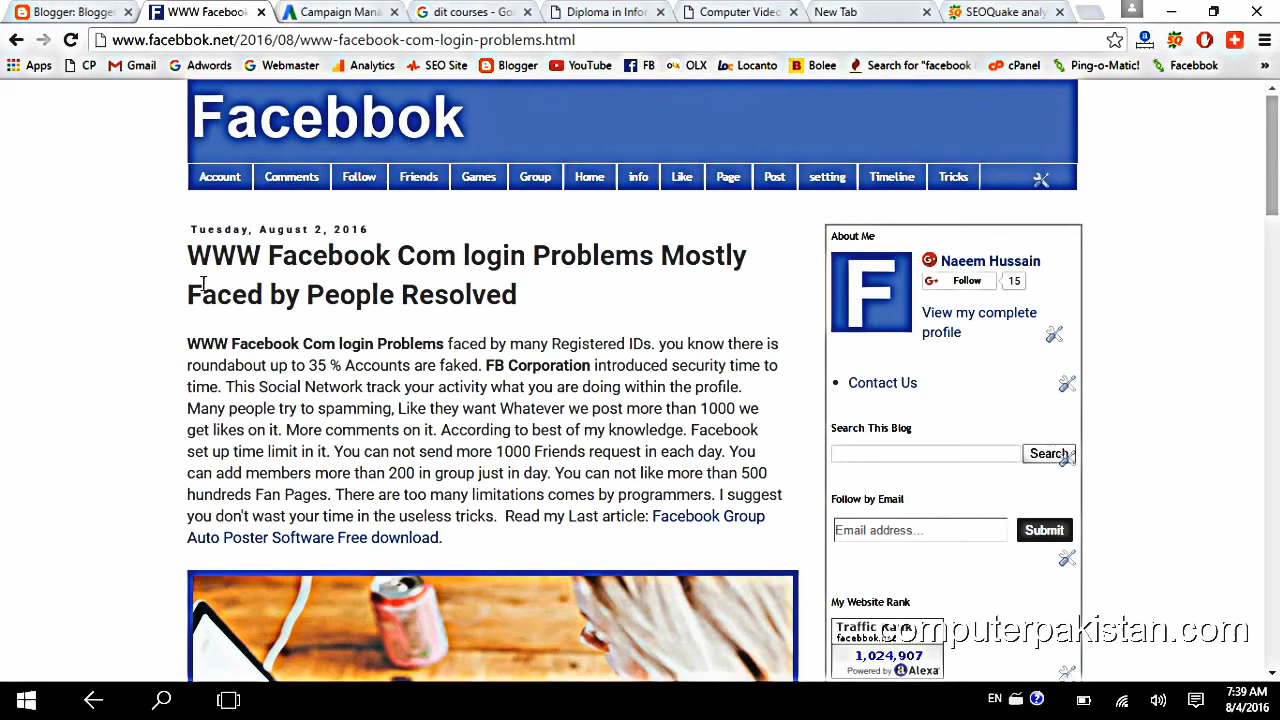 Blogger: Blogger:
WWW Facebook
Campaign Man
dit courses - Go
Diploma in Infor
Computer Video
New Tab
SEOQuake analy
www.facebbok.net/2016/08/www-facebook-com-login-problems.html
Apps CP Gmail Adwords Webmaster Analytics SEO Site Blogger YouTube FB OLX Locanto Bolee Search for "facebook cPanel Ping-o-Matic! Facebbok »
Facebbok
Account Comments Follow Friends Games Group Home info Like Page Post setting Timeline Tricks
Tuesday, August 2, 2016
WWW Facebook Com login Problems Mostly
Faced by People Resolved
WWW Facebook Com login Problems faced by many Registered IDs. you know there is
roundabout up to 35 % Accounts are faked. FB Corporation introduced security time to
time. This Social Network track your activity what you are doing within the profile.
Many people try to spamming, Like they want Whatever we post more than 1000 we
get likes on it. More comments on it. According to best of my knowledge. Facebook
set up time limit in it. You can not send more 1000 Friends request in each day. You
can add members more than 200 in group just in day. You can not like more than 500
hundreds Fan Pages. There are too many limitations comes by programmers. I suggest
you don't wast your time in the useless tricks. Read my Last article: Facebook Group
Auto Poster Software Free download.
About Me
F
Naeem Hussain
G+ Follow 15
View my complete
profile
Contact Us
Search This Blog
Search
Follow by Email
Email address...
Submit
My Website Rank
Traffic Rank
1,024,907
Powered by Alexa
computerpakistan.com
EN
7:39 AM
8/4/2016